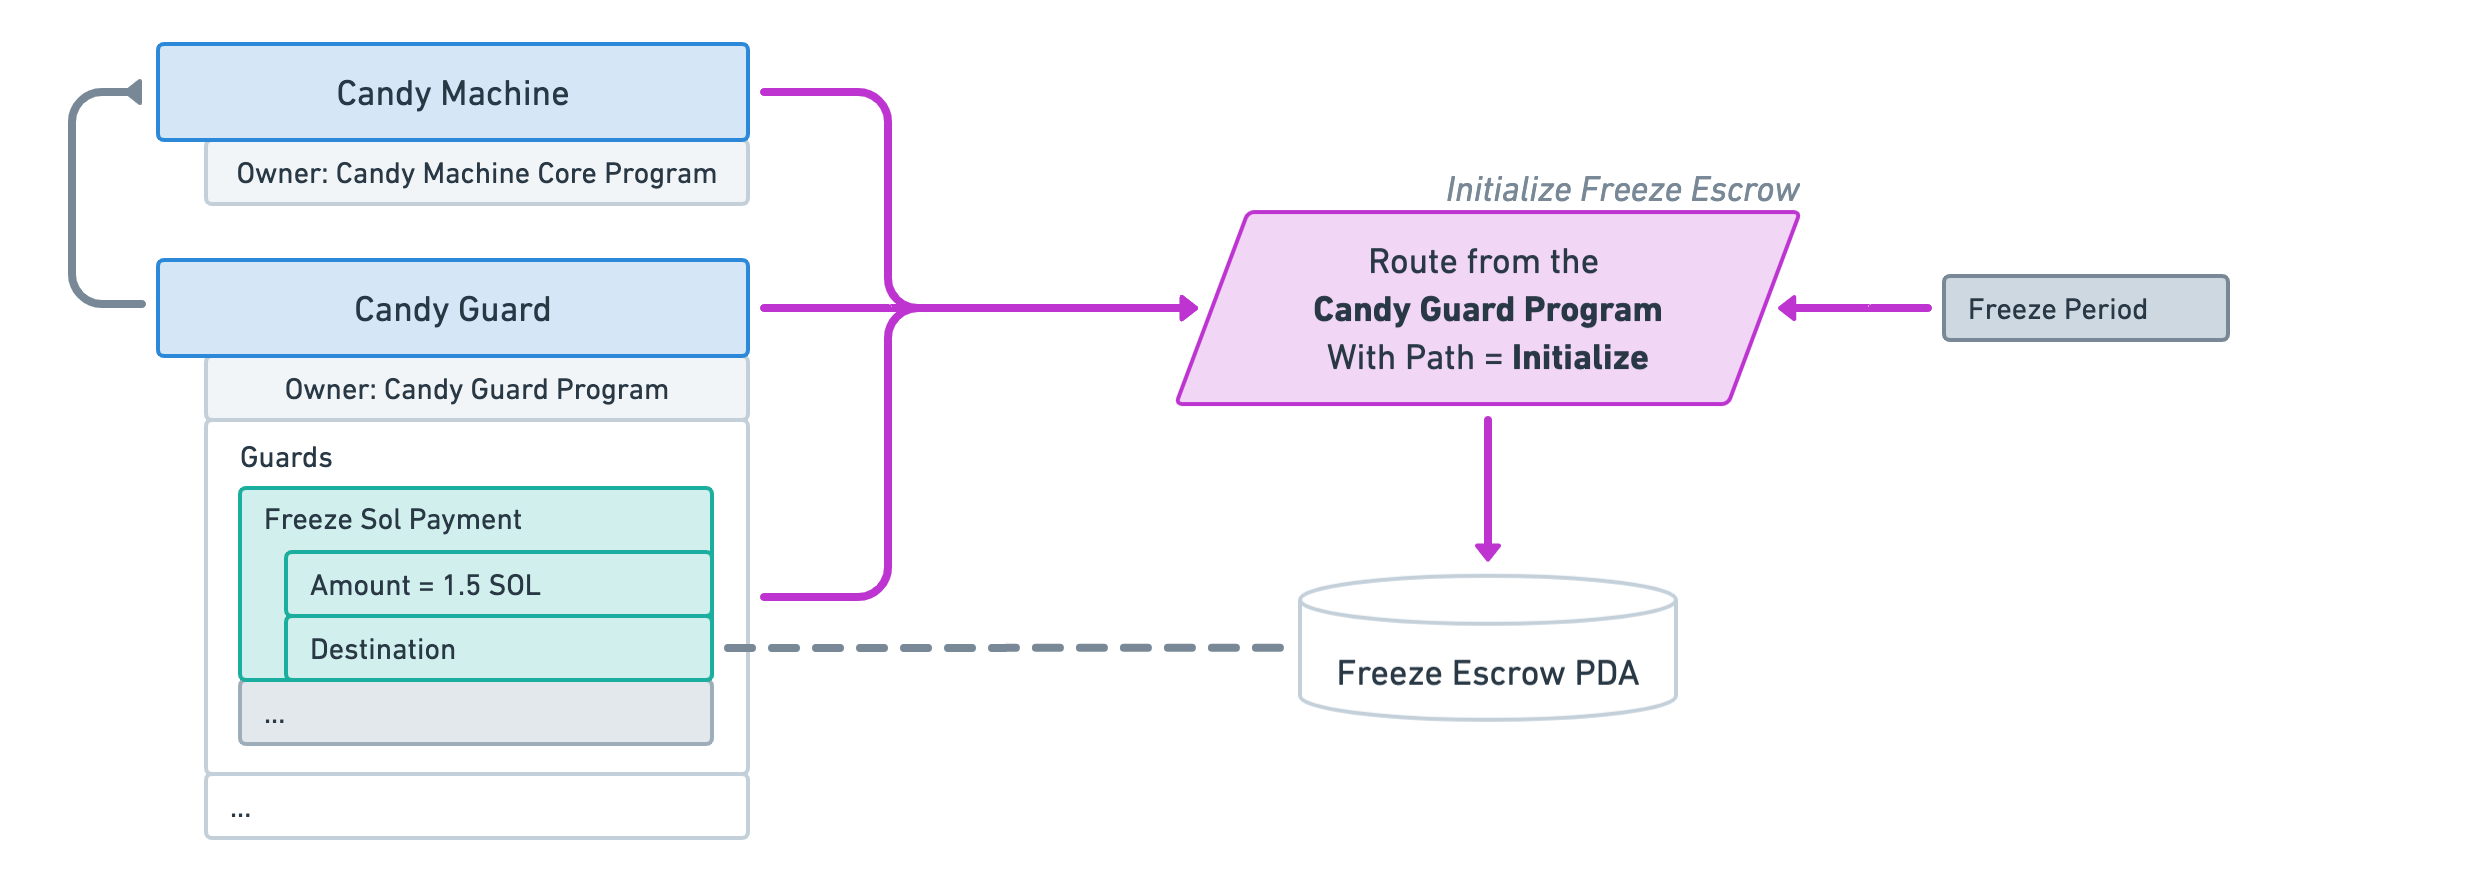 Candy Machine
Owner: Candy Machine Core Program
Candy Guard
Owner: Candy Guard Program
Guards
Freeze Sol Payment
Amount = 1.5 SOL
Destination
...
...
Initialize Freeze Escrow
Route from the
Candy Guard Program
With Path = Initialize
Freeze Period
Freeze Escrow PDA